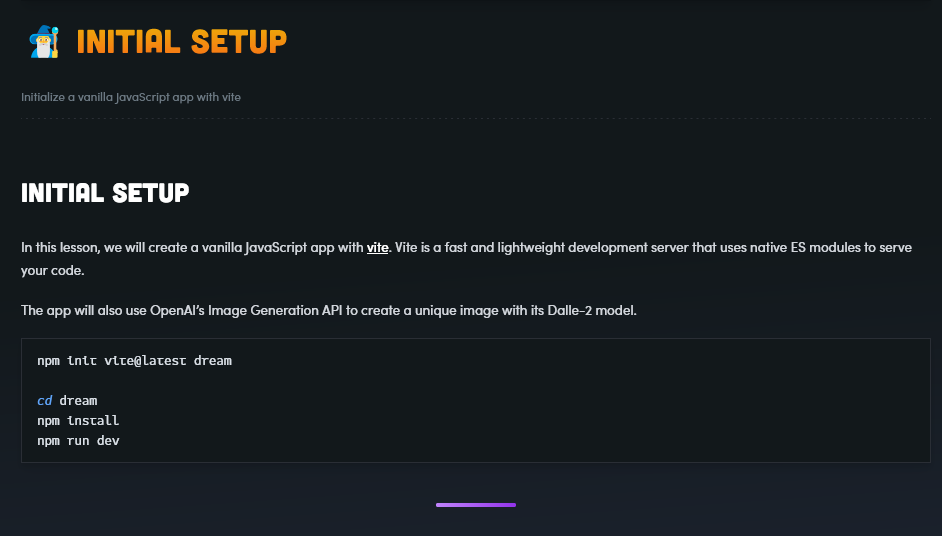 INITIAL SETUP
Initialize a vanilla JavaScript app with vite
INITIAL SETUP
In this lesson, we will create a vanilla JavaScript app with vite. Vite is a fast and lightweight development server that uses native ES modules to serve
your code.
The app will also use OpenAI's Image Generation API to create a unique image with its Dalle-2 model.
npm init vite@latest dream
cd dream
npm install
npm run dev